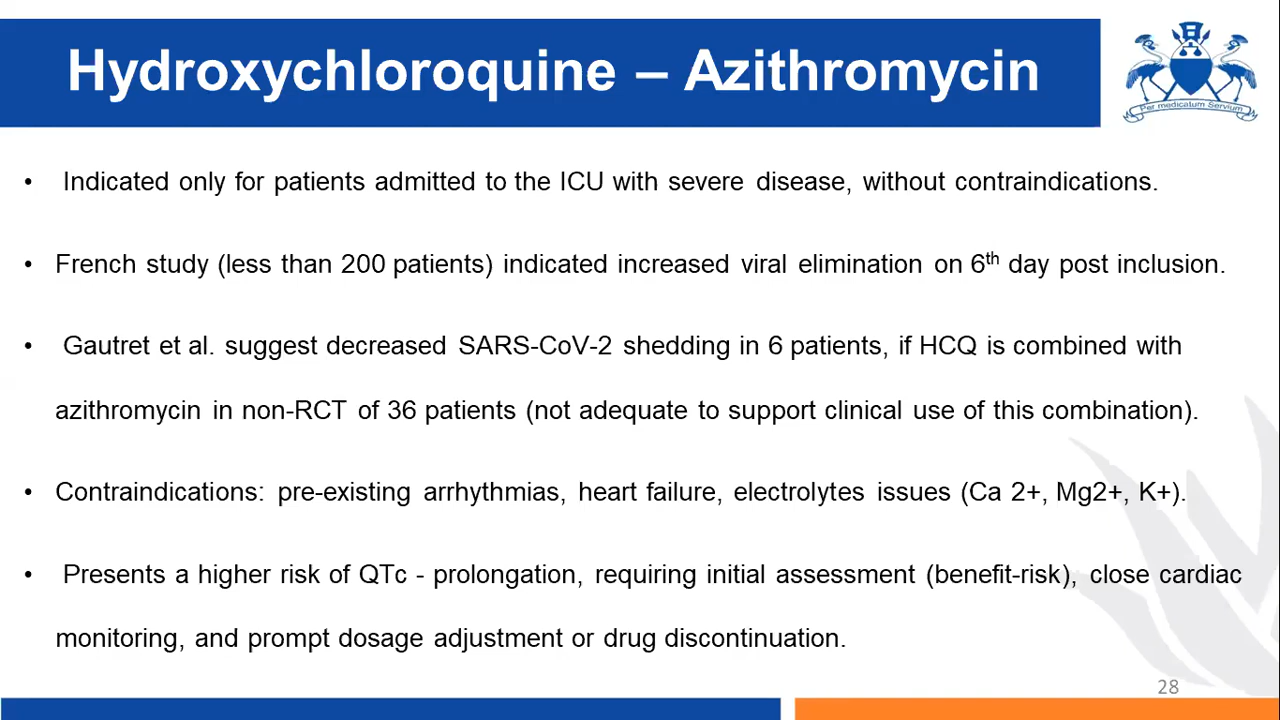 Hydroxychloroquine – Azithromycin
Per medicatum Servium
• Indicated only for patients admitted to the ICU with severe disease, without contraindications.
• French study (less than 200 patients) indicated increased viral elimination on 6th day post inclusion.
• Gautret et al. suggest decreased SARS-CoV-2 shedding in 6 patients, if HCQ is combined with
azithromycin in non-RCT of 36 patients (not adequate to support clinical use of this combination).
• Contraindications: pre-existing arrhythmias, heart failure, electrolytes issues (Ca 2+, Mg2+, K+).
• Presents a higher risk of QTc - prolongation, requiring initial assessment (benefit-risk), close cardiac
monitoring, and prompt dosage adjustment or drug discontinuation.
28